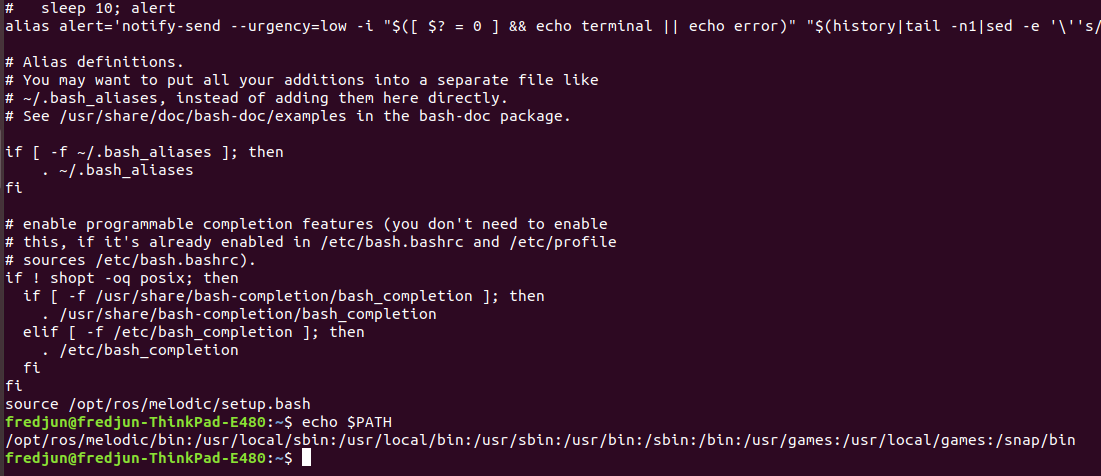 #   sleep 10; alert
alias alert='notify-send --urgency=low -i "$([ $? = 0 ] && echo terminal || echo error)" "$(history|tail -n1|sed -e '\''s/

# Alias definitions.
# You may want to put all your additions into a separate file like
# ~/.bash_aliases, instead of adding them here directly.
# See /usr/share/doc/bash-doc/examples in the bash-doc package.

if [ -f ~/.bash_aliases ]; then
    . ~/.bash_aliases
fi

# enable programmable completion features (you don't need to enable
# this, if it's already enabled in /etc/bash.bashrc and /etc/profile
# sources /etc/bash.bashrc).
if ! shopt -oq posix; then
  if [ -f /usr/share/bash-completion/bash_completion ]; then
    . /usr/share/bash-completion/bash_completion
  elif [ -f /etc/bash_completion ]; then
    . /etc/bash_completion
  fi
fi
source /opt/ros/melodic/setup.bash
fredjun@fredjun-ThinkPad-E480:~$ echo $PATH
/opt/ros/melodic/bin:/usr/local/sbin:/usr/local/bin:/usr/sbin:/usr/bin:/sbin:/bin:/usr/games:/usr/local/games:/snap/bin
fredjun@fredjun-ThinkPad-E480:~$